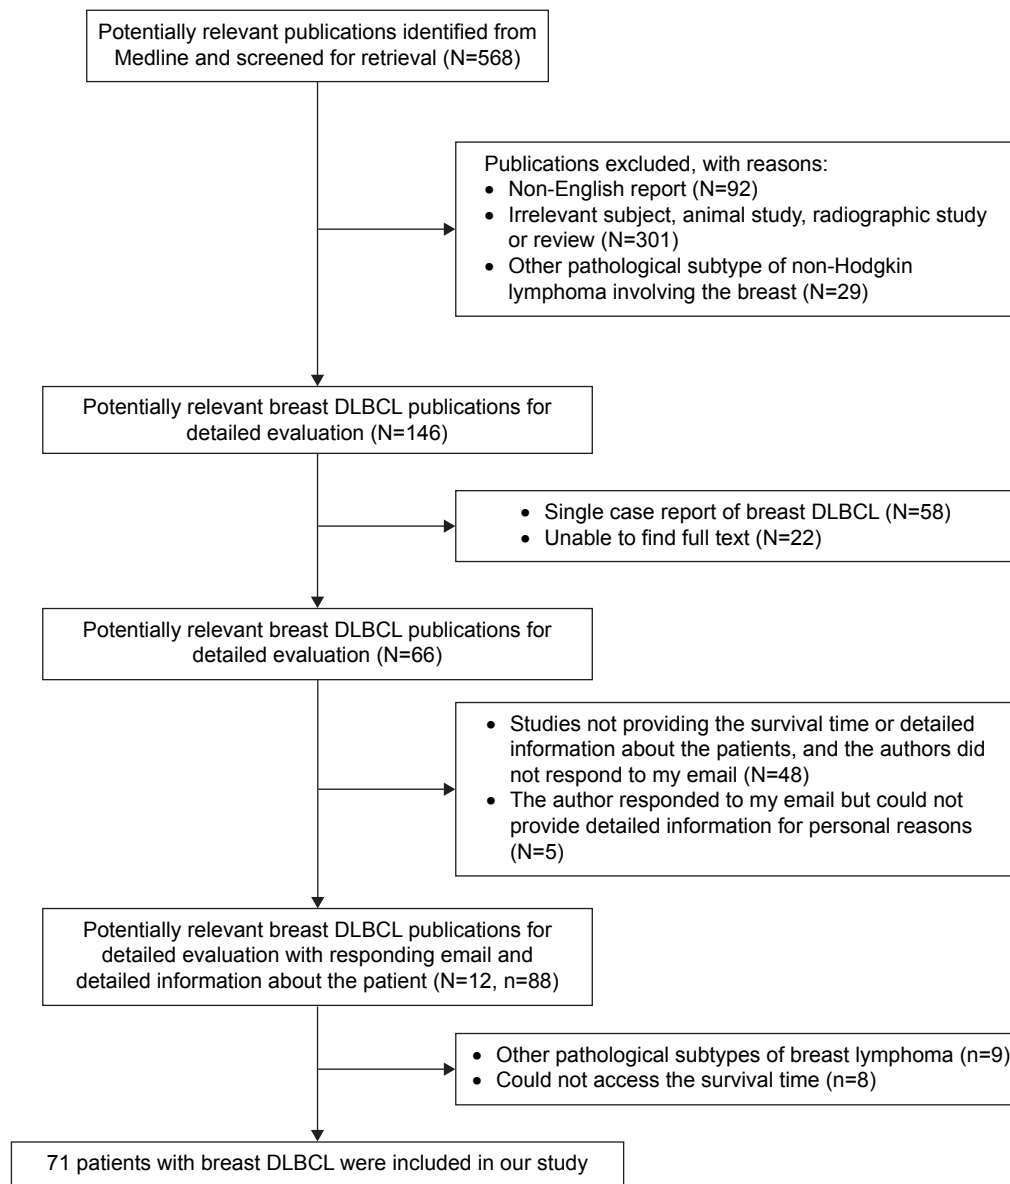 Potentially relevant publications identified from
Medline and screened for retrieval (N=568)
Publications excluded, with reasons:
• Non-English report (N=92)
• Irrelevant subject, animal study, radiographic study
or review (N=301)
• Other pathological subtype of non-Hodgkin
lymphoma involving the breast (N=29)
Potentially relevant breast DLBCL publications for
detailed evaluation (N=146)
• Single case report of breast DLBCL (N=58)
• Unable to find full text (N=22)
Potentially relevant breast DLBCL publications for
detailed evaluation (N=66)
• Studies not providing the survival time or detailed
information about the patients, and the authors did
not respond to my email (N=48)
• The author responded to my email but could not
provide detailed information for personal reasons
(N=5)
Potentially relevant breast DLBCL publications for
detailed evaluation with responding email and
detailed information about the patient (N=12, n=88)
• Other pathological subtypes of breast lymphoma (n=9)
• Could not access the survival time (n=8)
71 patients with breast DLBCL were included in our study